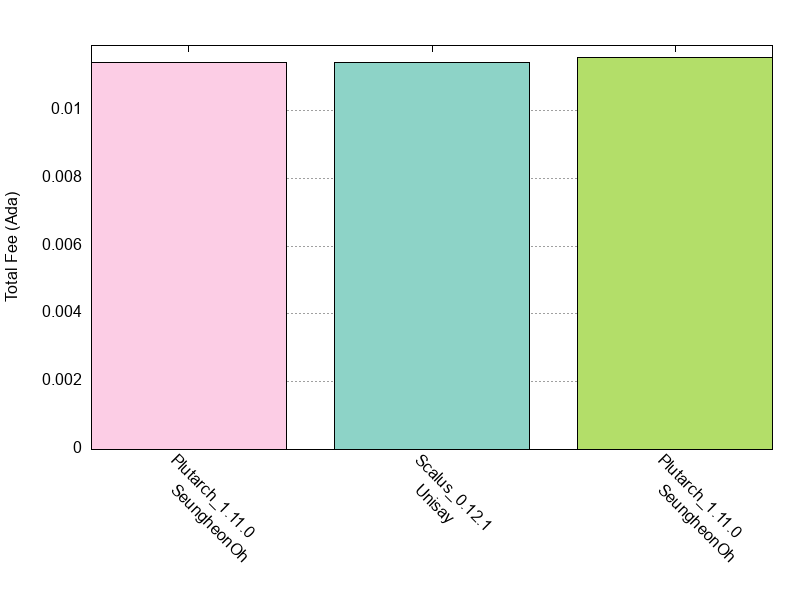 Total Fee (Ada)
0.01
0.008
0.006
0.004
0.002
0
Plutarch_1.11.0
SeungheonOh
Scalus_0.12.1
Unisay
Plutarch_1.11.0
SeungheonOh